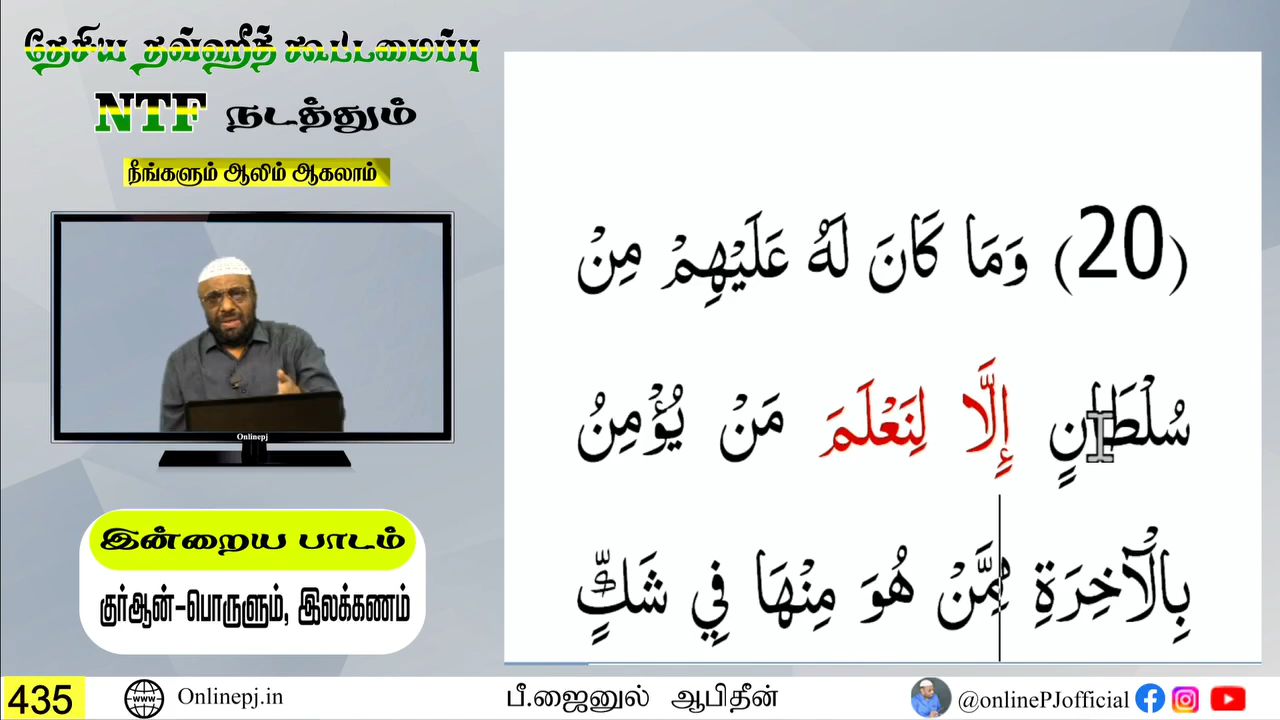 தேசிய தவ்ஹீத் கூட்டமைப்பு
NTF நடத்தும்
நீங்களும் ஆலிம் ஆகலாம்
Onlinepj
இன்றைய பாடம்
குர்ஆன்-பொருளும், இலக்கணம்
(20) وَمَا كَانَ لَهُ عَلَيْهِمْ مِنْ
سُلْطَانٍ إِلَّا لِنَعْلَمَ مَنْ يُؤْمِنُ
بِالْآخِرَةِ مِمَّنْ هُوَ مِنْهَا فِي شَكٍّ
435
www
Onlinepj.in
பீ.ஜைனுல் ஆபிதீன்
@onlinePJofficial